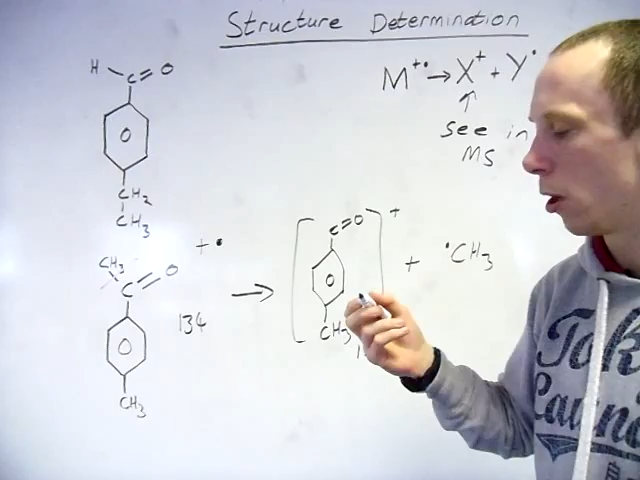 Structure Determination
M+• → X+ + Y•
see in
MS
H C=O
CH2
CH3
CH3 C=O +•
134
CH3
→ [ C=O
CH3 ]+ + •CH3